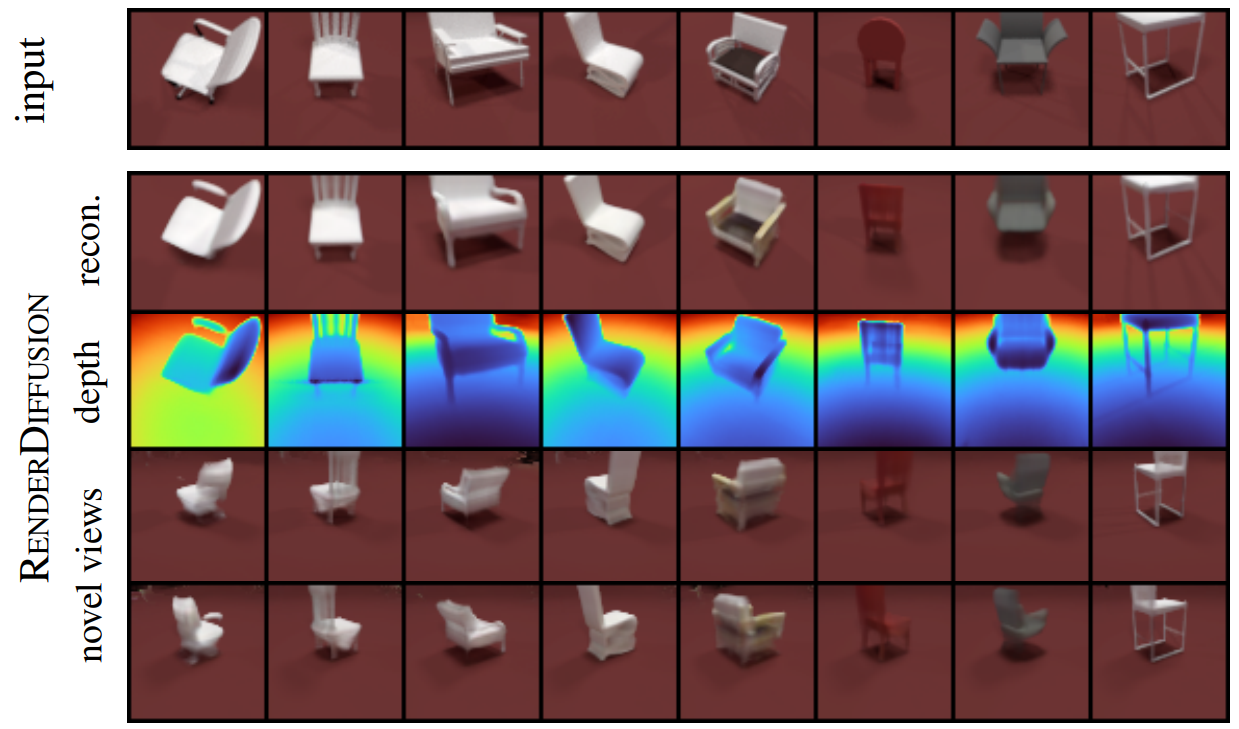 input
RENDERDIFFUSION
recon.
depth
novel views